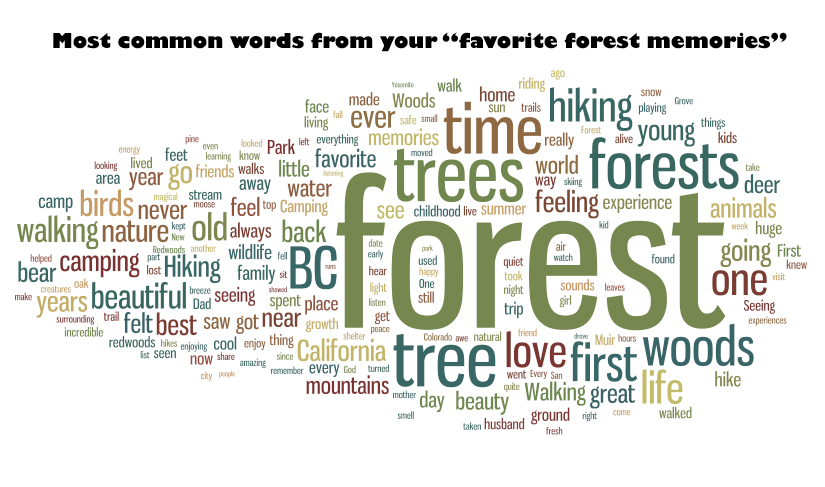 Most common words from your “favorite forest memories”
ago
Yosemite walk riding
made Woods home hiking snow Grove
face ever safe small sun trails playing
living fall time young things
pine even looked Park left everything memories really Forest alive kids
energy learning know favorite moved trees world forests take
looking lived feet go friends walks little listening way skiing deer
area year magical stream away water feeling experience
camp birds never moose feel top Camping see childhood live summer animals
walking nature kept New old always back forest kid week huge
Redwoods another wildlife fell BC date early park used air watch going First
helped bear camping part lost Hiking family sit runs hear happy quiet found one knew
creatures oak breeze showed light One took sounds leaves visit
make years beautiful Dad seeing spent place listen still night girl Seeing
surrounding trail felt best saw got near growth get trip experiences
incredible peace
redwoods hikes enjoying cool enjoy thing California shelter Colorado awe natural friend drove Muir hours woods
list seen now share amazing since every God turned tree love first
city people remember mountains went Every San life hike
mother quite Walking great
day beauty
smell ground right come walked
taken husband fresh